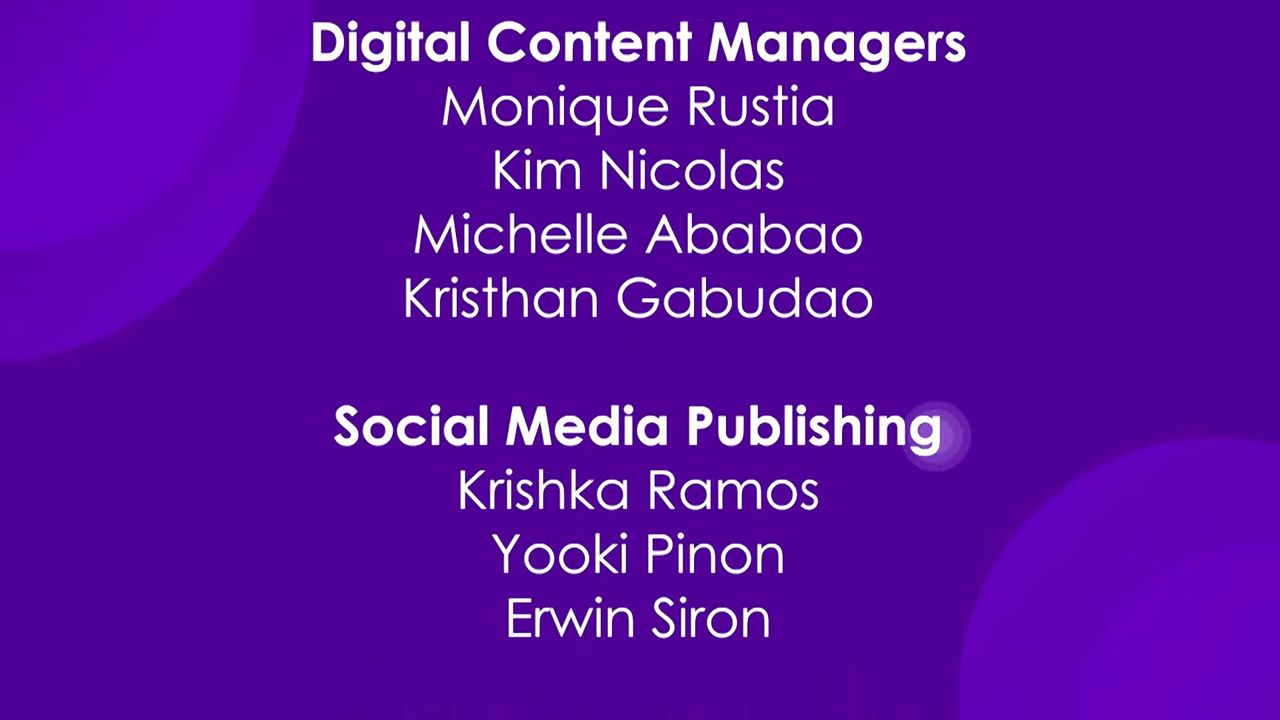 Digital Content Managers
Monique Rustia
Kim Nicolas
Michelle Ababao
Kristhan Gabudao
Social Media Publishing
Krishka Ramos
Yooki Pinon
Erwin Siron